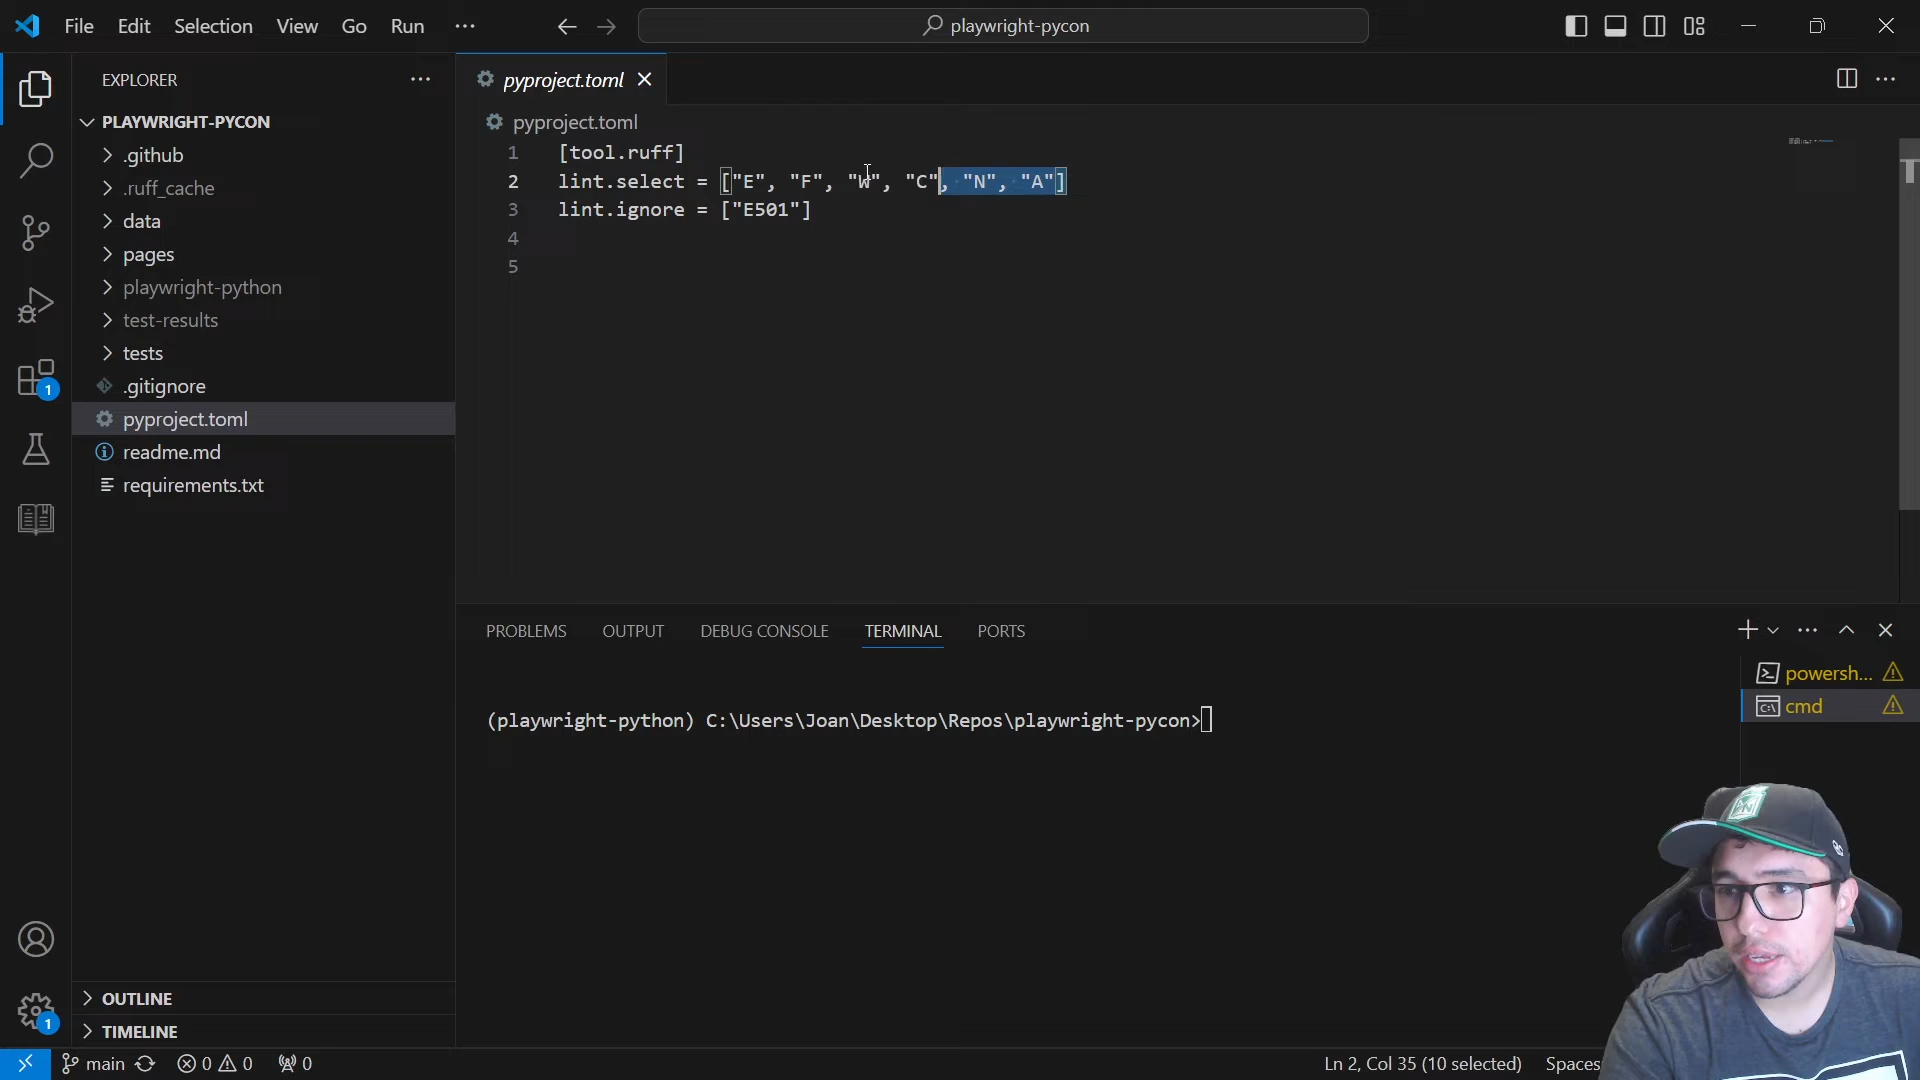 File Edit Selection View Go Run ···
playwright-pycon
EXPLORER
PLAYWRIGHT-PYCON
.github
.ruff_cache
data
pages
playwright-python
test-results
tests
.gitignore
pyproject.toml
readme.md
requirements.txt
OUTLINE
TIMELINE
pyproject.toml
pyproject.toml
1 [tool.ruff]
2 lint.select = ["E", "F", "W", "C", "N", "A"]
3 lint.ignore = ["E501"]
4
5
PROBLEMS OUTPUT DEBUG CONSOLE TERMINAL PORTS
(playwright-python) C:\Users\Joan\Desktop\Repos\playwright-pycon>
powersh...
cmd
1
1
main 0 0 0 Ln 2, Col 35 (10 selected) Spaces